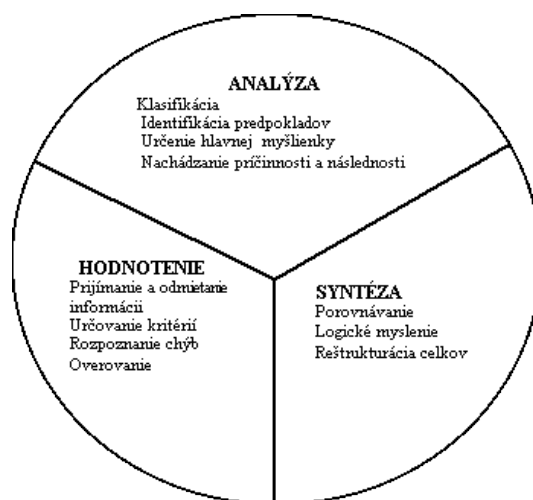 ANALÝZA
Klasifikácia
Identifikácia predpokladov
Určenie hlavnej myšlienky
Nachádzanie príčinnosti a následnosti
HODNOTENIE
Prijímanie a odmietanie
informácii
Určovanie kritérií
Rozpoznanie chýb
Overovanie
SYNTÉZA
Porovnávanie
Logické myslenie
Reštrukturácia celkov